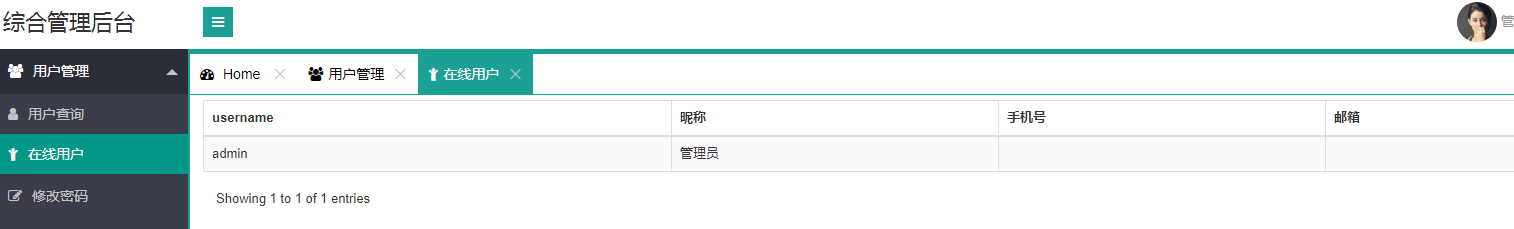 综合管理后台
管
用户管理
Home
用户管理
在线用户
用户查询
在线用户
修改密码
username 昵称 手机号 邮箱
admin 管理员
Showing 1 to 1 of 1 entries